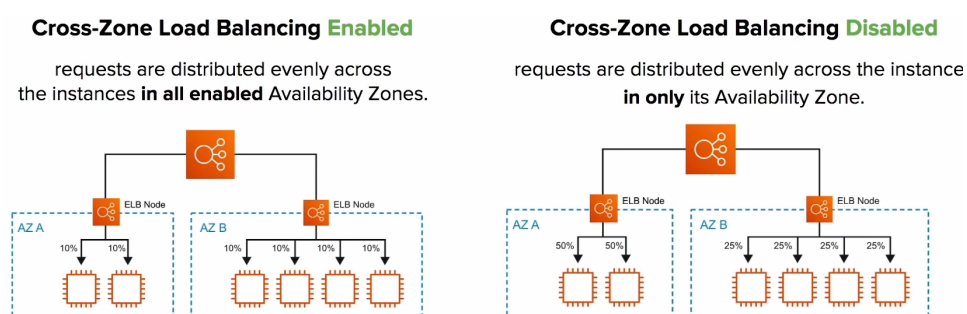 Cross-Zone Load Balancing Enabled
requests are distributed evenly across
the instances in all enabled Availability Zones.
ELB Node
ELB Node
AZ A
AZ B
10%
10%
10%
10%
10%
10%
Cross-Zone Load Balancing Disabled
requests are distributed evenly across the instance
in only its Availability Zone.
ELB Node
ELB Node
AZ A
AZ B
50%
50%
25%
25%
25%
25%